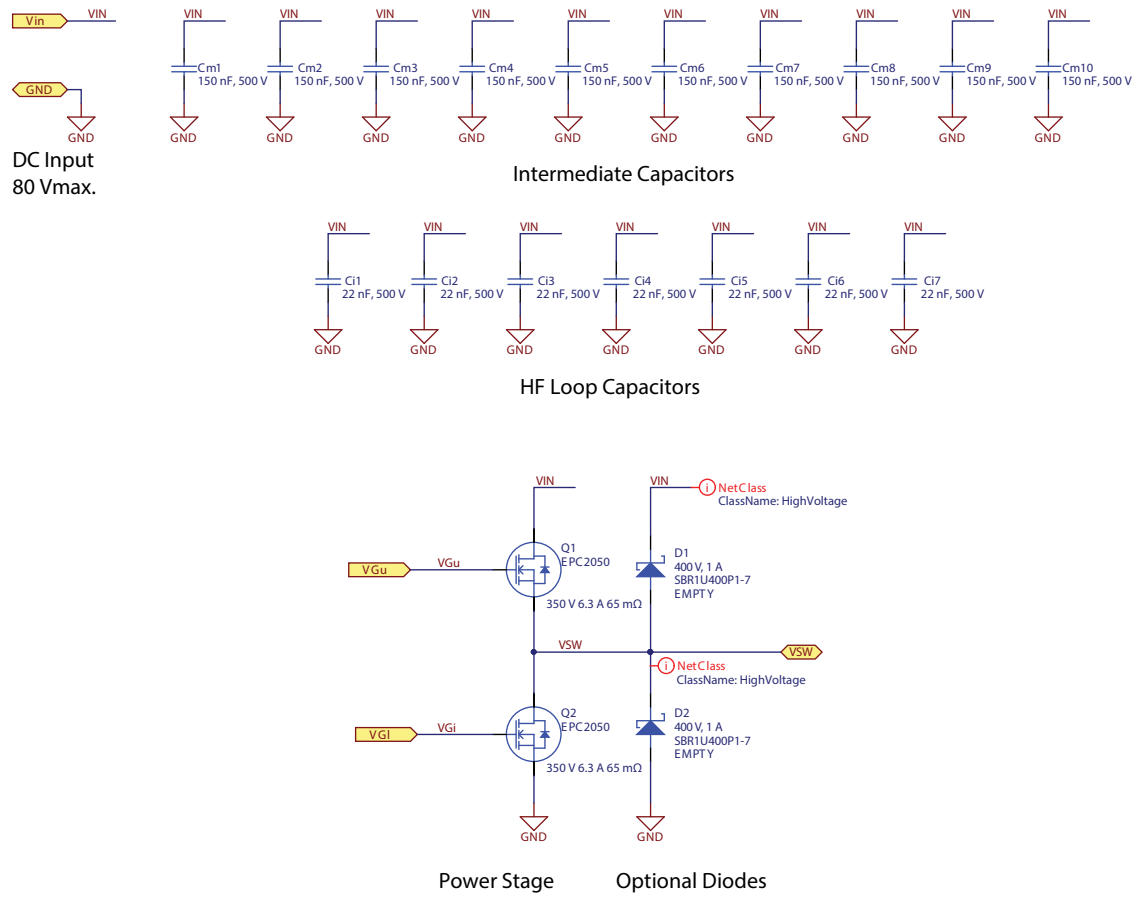 Vin VIN VIN VIN VIN VIN VIN VIN VIN VIN VIN VIN
Cm1 Cm2 Cm3 Cm4 Cm5 Cm6 Cm7 Cm8 Cm9 Cm10
150 nF, 500 V 150 nF, 500 V 150 nF, 500 V 150 nF, 500 V 150 nF, 500 V 150 nF, 500 V 150 nF, 500 V 150 nF, 500 V 150 nF, 500 V 150 nF, 500 V
GND
GND GND GND GND GND GND GND GND GND GND GND
DC Input
80 Vmax.
Intermediate Capacitors
VIN VIN VIN VIN VIN VIN VIN
Ci1 Ci2 Ci3 Ci4 Ci5 Ci6 Ci7
22 nF, 500 V 22 nF, 500 V 22 nF, 500 V 22 nF, 500 V 22 nF, 500 V 22 nF, 500 V 22 nF, 500 V
GND GND GND GND GND GND GND
HF Loop Capacitors
VIN VIN
i NetClass
ClassName: HighVoltage
Q1
EPC2050
VGu VGu
350 V 6.3 A 65 mΩ
D1
400 V, 1 A
SBR1U400P1-7
EMPTY
VSW VSW
i NetClass
ClassName: HighVoltage
Q2
EPC2050
VGl VGi
350 V 6.3 A 65 mΩ
D2
400 V, 1 A
SBR1U400P1-7
EMPTY
GND GND
Power Stage Optional Diodes